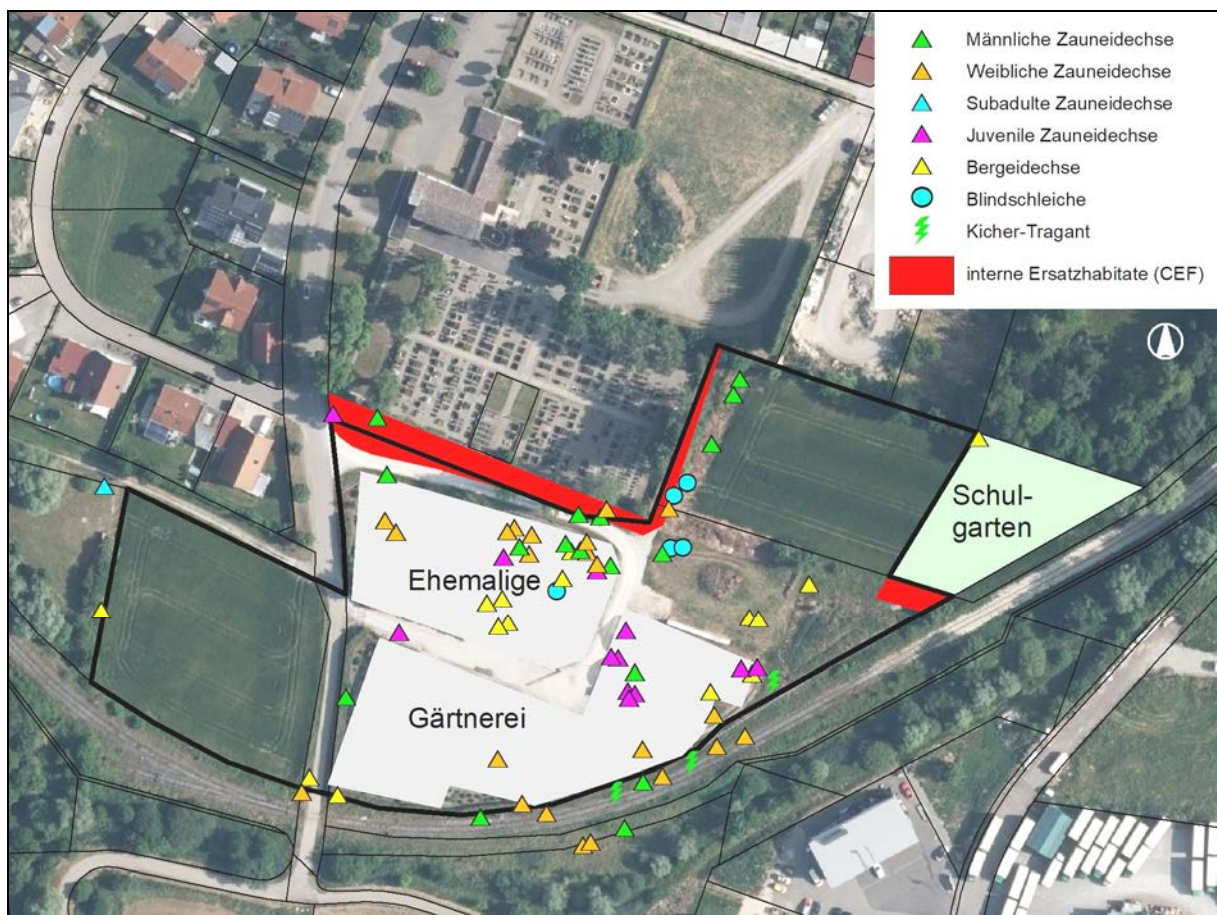 Männliche Zauneidechse
Weibliche Zauneidechse
Subadulte Zauneidechse
Juvenile Zauneidechse
Bergeidechse
Blindschleiche
Kicher-Tragant
interne Ersatzhabitate (CEF)
Schul-
garten
Ehemalige
Gärtnerei